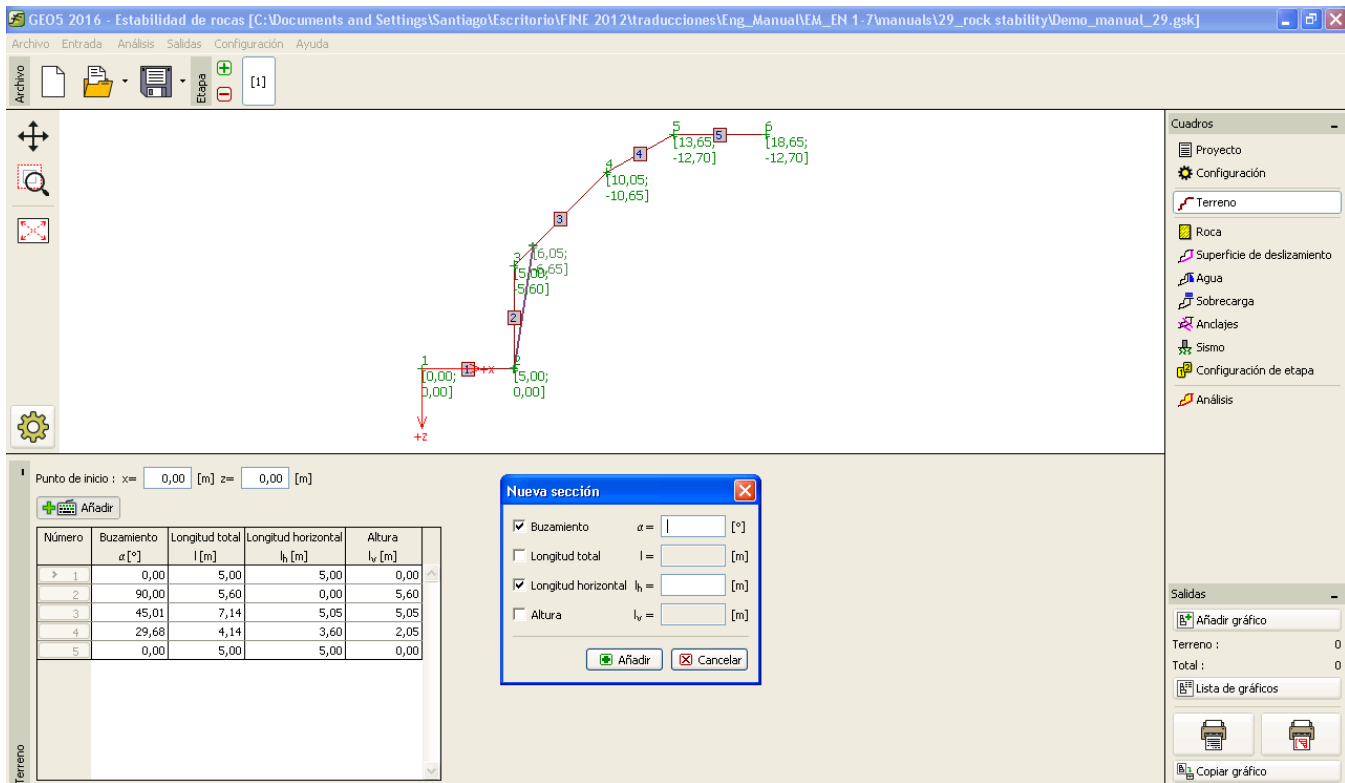 GEO5 2016 - Estabilidad de rocas [C:\Documents and Settings\Santiago\Escritorio\FINE 2012\traducciones\Eng_Manual\EM_EN 1-7\manuals\29_rock stability\Demo_manual_29.gsk]
Archivo Entrada Análisis Salidas Configuración Ayuda
Archivo
Etapa
[1]
5
5
6
[13,65;
-12,70]
[18,65;
-12,70]
4
4
[10,05;
-10,65]
3
3
[6,05;
-6,65]
[5,00;
-5,60]
2
1
1
+x
2
[0,00;
0,00]
[5,00;
0,00]
+z
Cuadros
Proyecto
Configuración
Terreno
Roca
Superficie de deslizamiento
Agua
Sobrecarga
Anclajes
Sismo
Configuración de etapa
Análisis
Terreno
Punto de inicio : x= 0,00 [m] z= 0,00 [m]
Añadir
Número Buzamiento Longitud total Longitud horizontal Altura
α [°] l [m] lh [m] lv [m]
> 1 0,00 5,00 5,00 0,00
2 90,00 5,60 0,00 5,60
3 45,01 7,14 5,05 5,05
4 29,68 4,14 3,60 2,05
5 0,00 5,00 5,00 0,00
Nueva sección
Buzamiento α = [°]
Longitud total l = [m]
Longitud horizontal lh = [m]
Altura lv = [m]
Añadir Cancelar
Salidas
Añadir gráfico
Terreno : 0
Total : 0
Lista de gráficos
Copiar gráfico